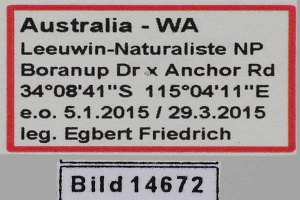 Australia - WA
Leeuwin-Naturaliste NP
Boranup Dr x Anchor Rd
34°08'41"S 115°04'11"E
e.o. 5.1.2015 / 29.3.2015
leg. Egbert Friedrich
Bild 14672